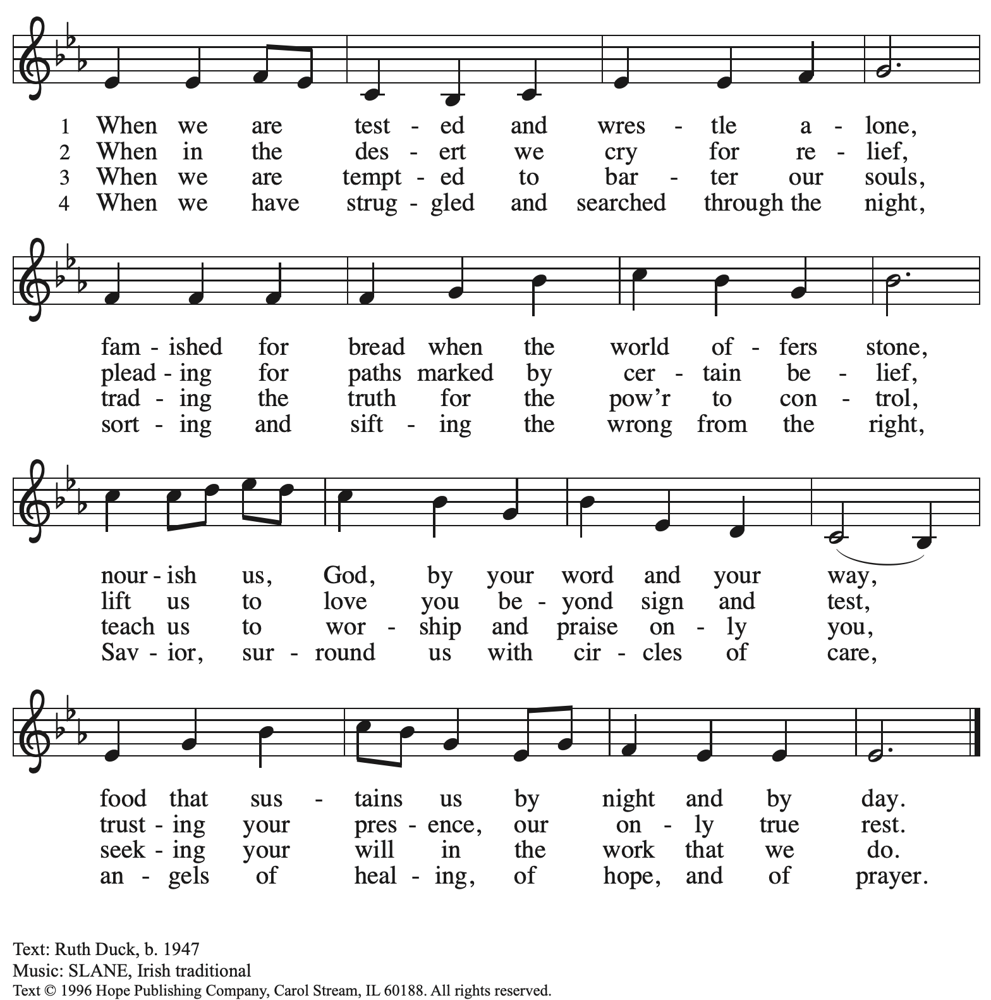 1 When we are test - ed and wres - tle a - lone,
2 When in the des - ert we cry for re - lief,
3 When we are tempt - ed to bar - ter our souls,
4 When we have strug - gled and searched through the night,
fam - ished for bread when the world of - fers stone,
plead - ing for paths marked by cer - tain be - lief,
trad - ing the truth for the pow’r to con - trol,
sort - ing and sift - ing the wrong from the right,
nour - ish us, God, by your word and your way,
lift us to love you be - yond sign and test,
teach us to wor - ship and praise on - ly you,
Sav - ior, sur - round us with cir - cles of care,
food that sus - tains us by night and by day.
trust - ing your pres - ence, our on - ly true rest.
seek - ing your will in the work that we do.
an - gels of heal - ing, of hope, and of prayer.
Text: Ruth Duck, b. 1947
Music: SLANE, Irish traditional
Text © 1996 Hope Publishing Company, Carol Stream, IL 60188. All rights reserved.